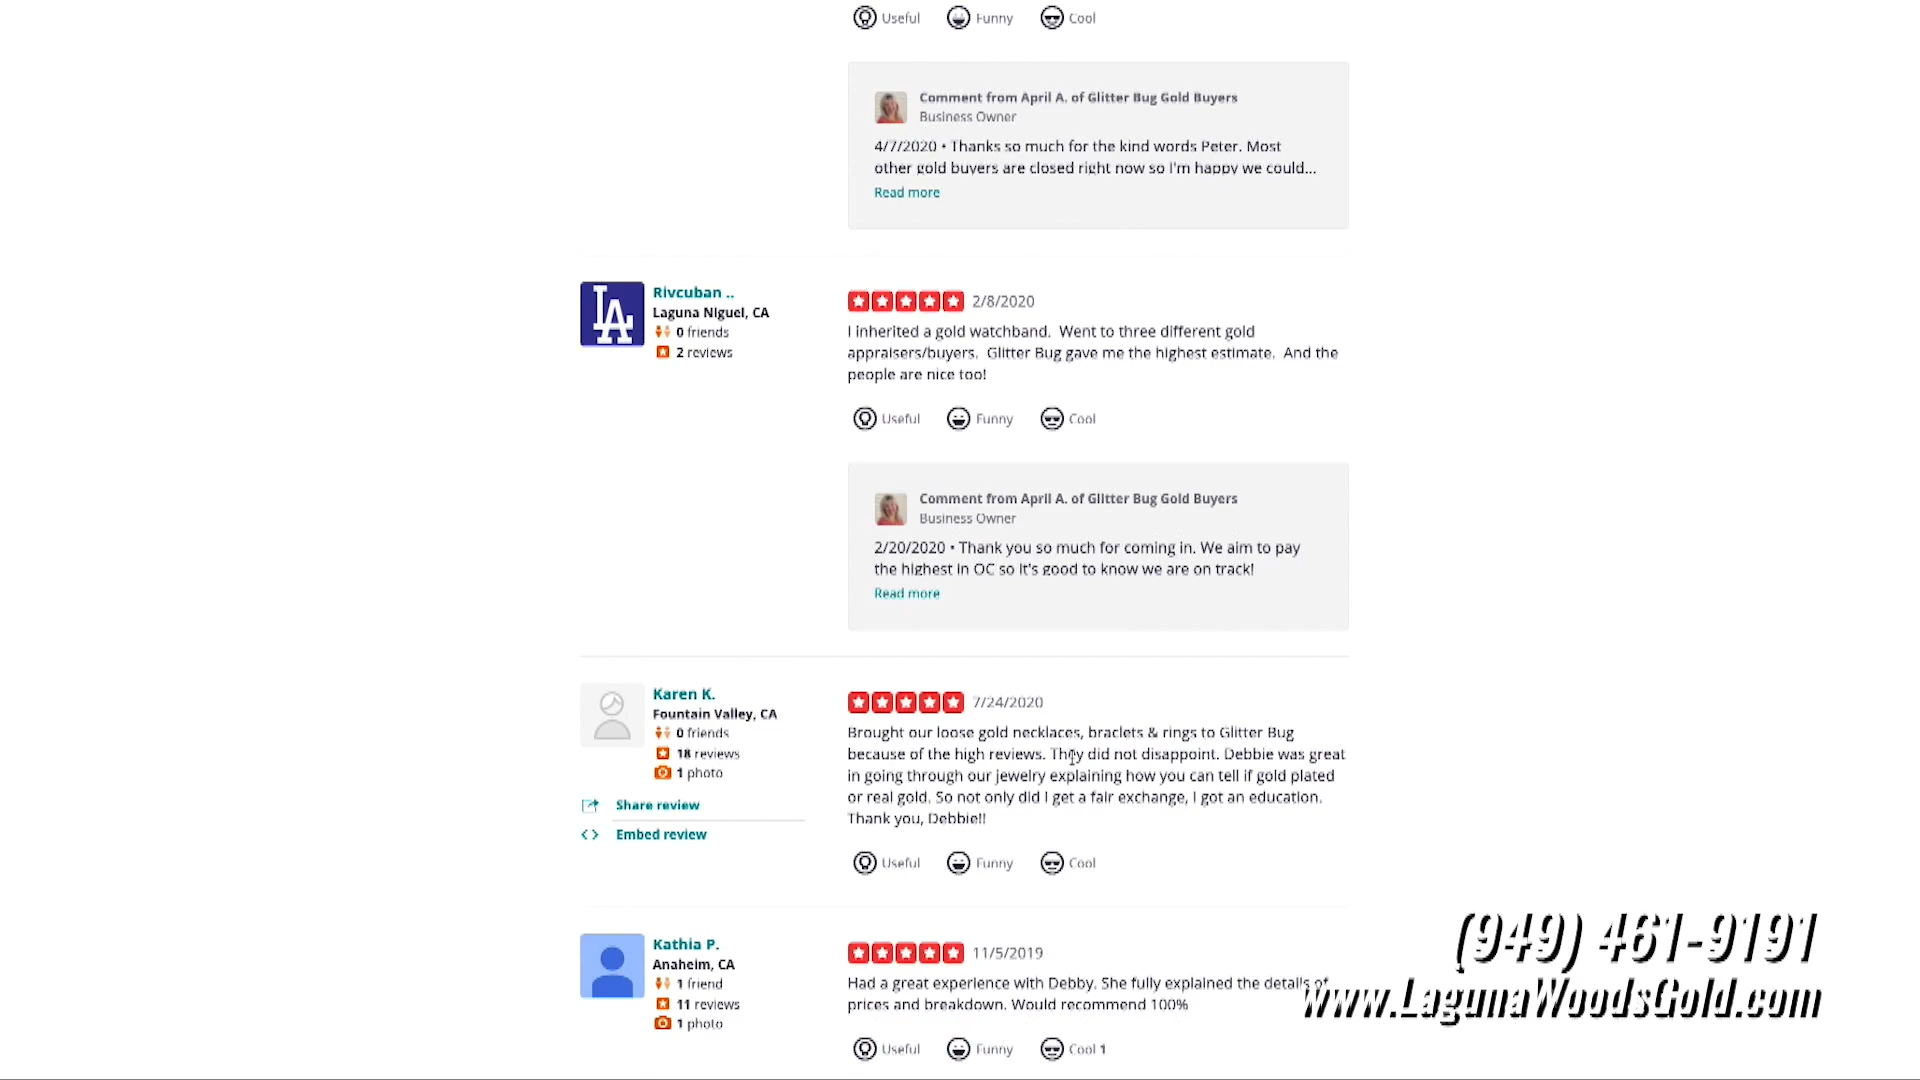 Useful Funny Cool
Comment from April A. of Glitter Bug Gold Buyers
Business Owner
4/7/2020 • Thanks so much for the kind words Peter. Most
other gold buyers are closed right now so I'm happy we could...
Read more
LA
Rivcuban ..
Laguna Niguel, CA
0 friends
2 reviews
2/8/2020
I inherited a gold watchband. Went to three different gold
appraisers/buyers. Glitter Bug gave me the highest estimate. And the
people are nice too!
Useful Funny Cool
Comment from April A. of Glitter Bug Gold Buyers
Business Owner
2/20/2020 • Thank you so much for coming in. We aim to pay
the highest in OC so it's good to know we are on track!
Read more
Karen K.
Fountain Valley, CA
0 friends
18 reviews
1 photo
Share review
Embed review
7/24/2020
Brought our loose gold necklaces, braclets & rings to Glitter Bug
because of the high reviews. They did not disappoint. Debbie was great
in going through our jewelry explaining how you can tell if gold plated
or real gold. So not only did I get a fair exchange, I got an education.
Thank you, Debbie!!
Useful Funny Cool
Kathia P.
Anaheim, CA
1 friend
11 reviews
1 photo
11/5/2019
Had a great experience with Debby. She fully explained the details of
prices and breakdown. Would recommend 100%
Useful Funny Cool 1
(949) 461-9191
www.LagunaWoodsGold.com